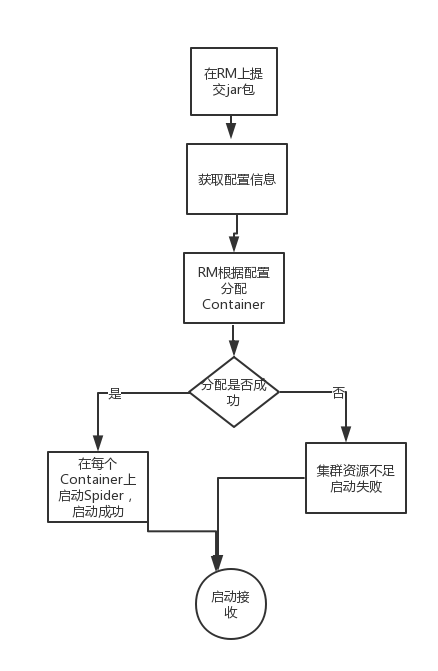 在RM上提
交jar包
获取配置信息
RM根据配置
分配
Container
分配是否成
功
是
否
在每个
Container上
启动Spider，
启动成功
集群资源不足
启动失败
启动接
收